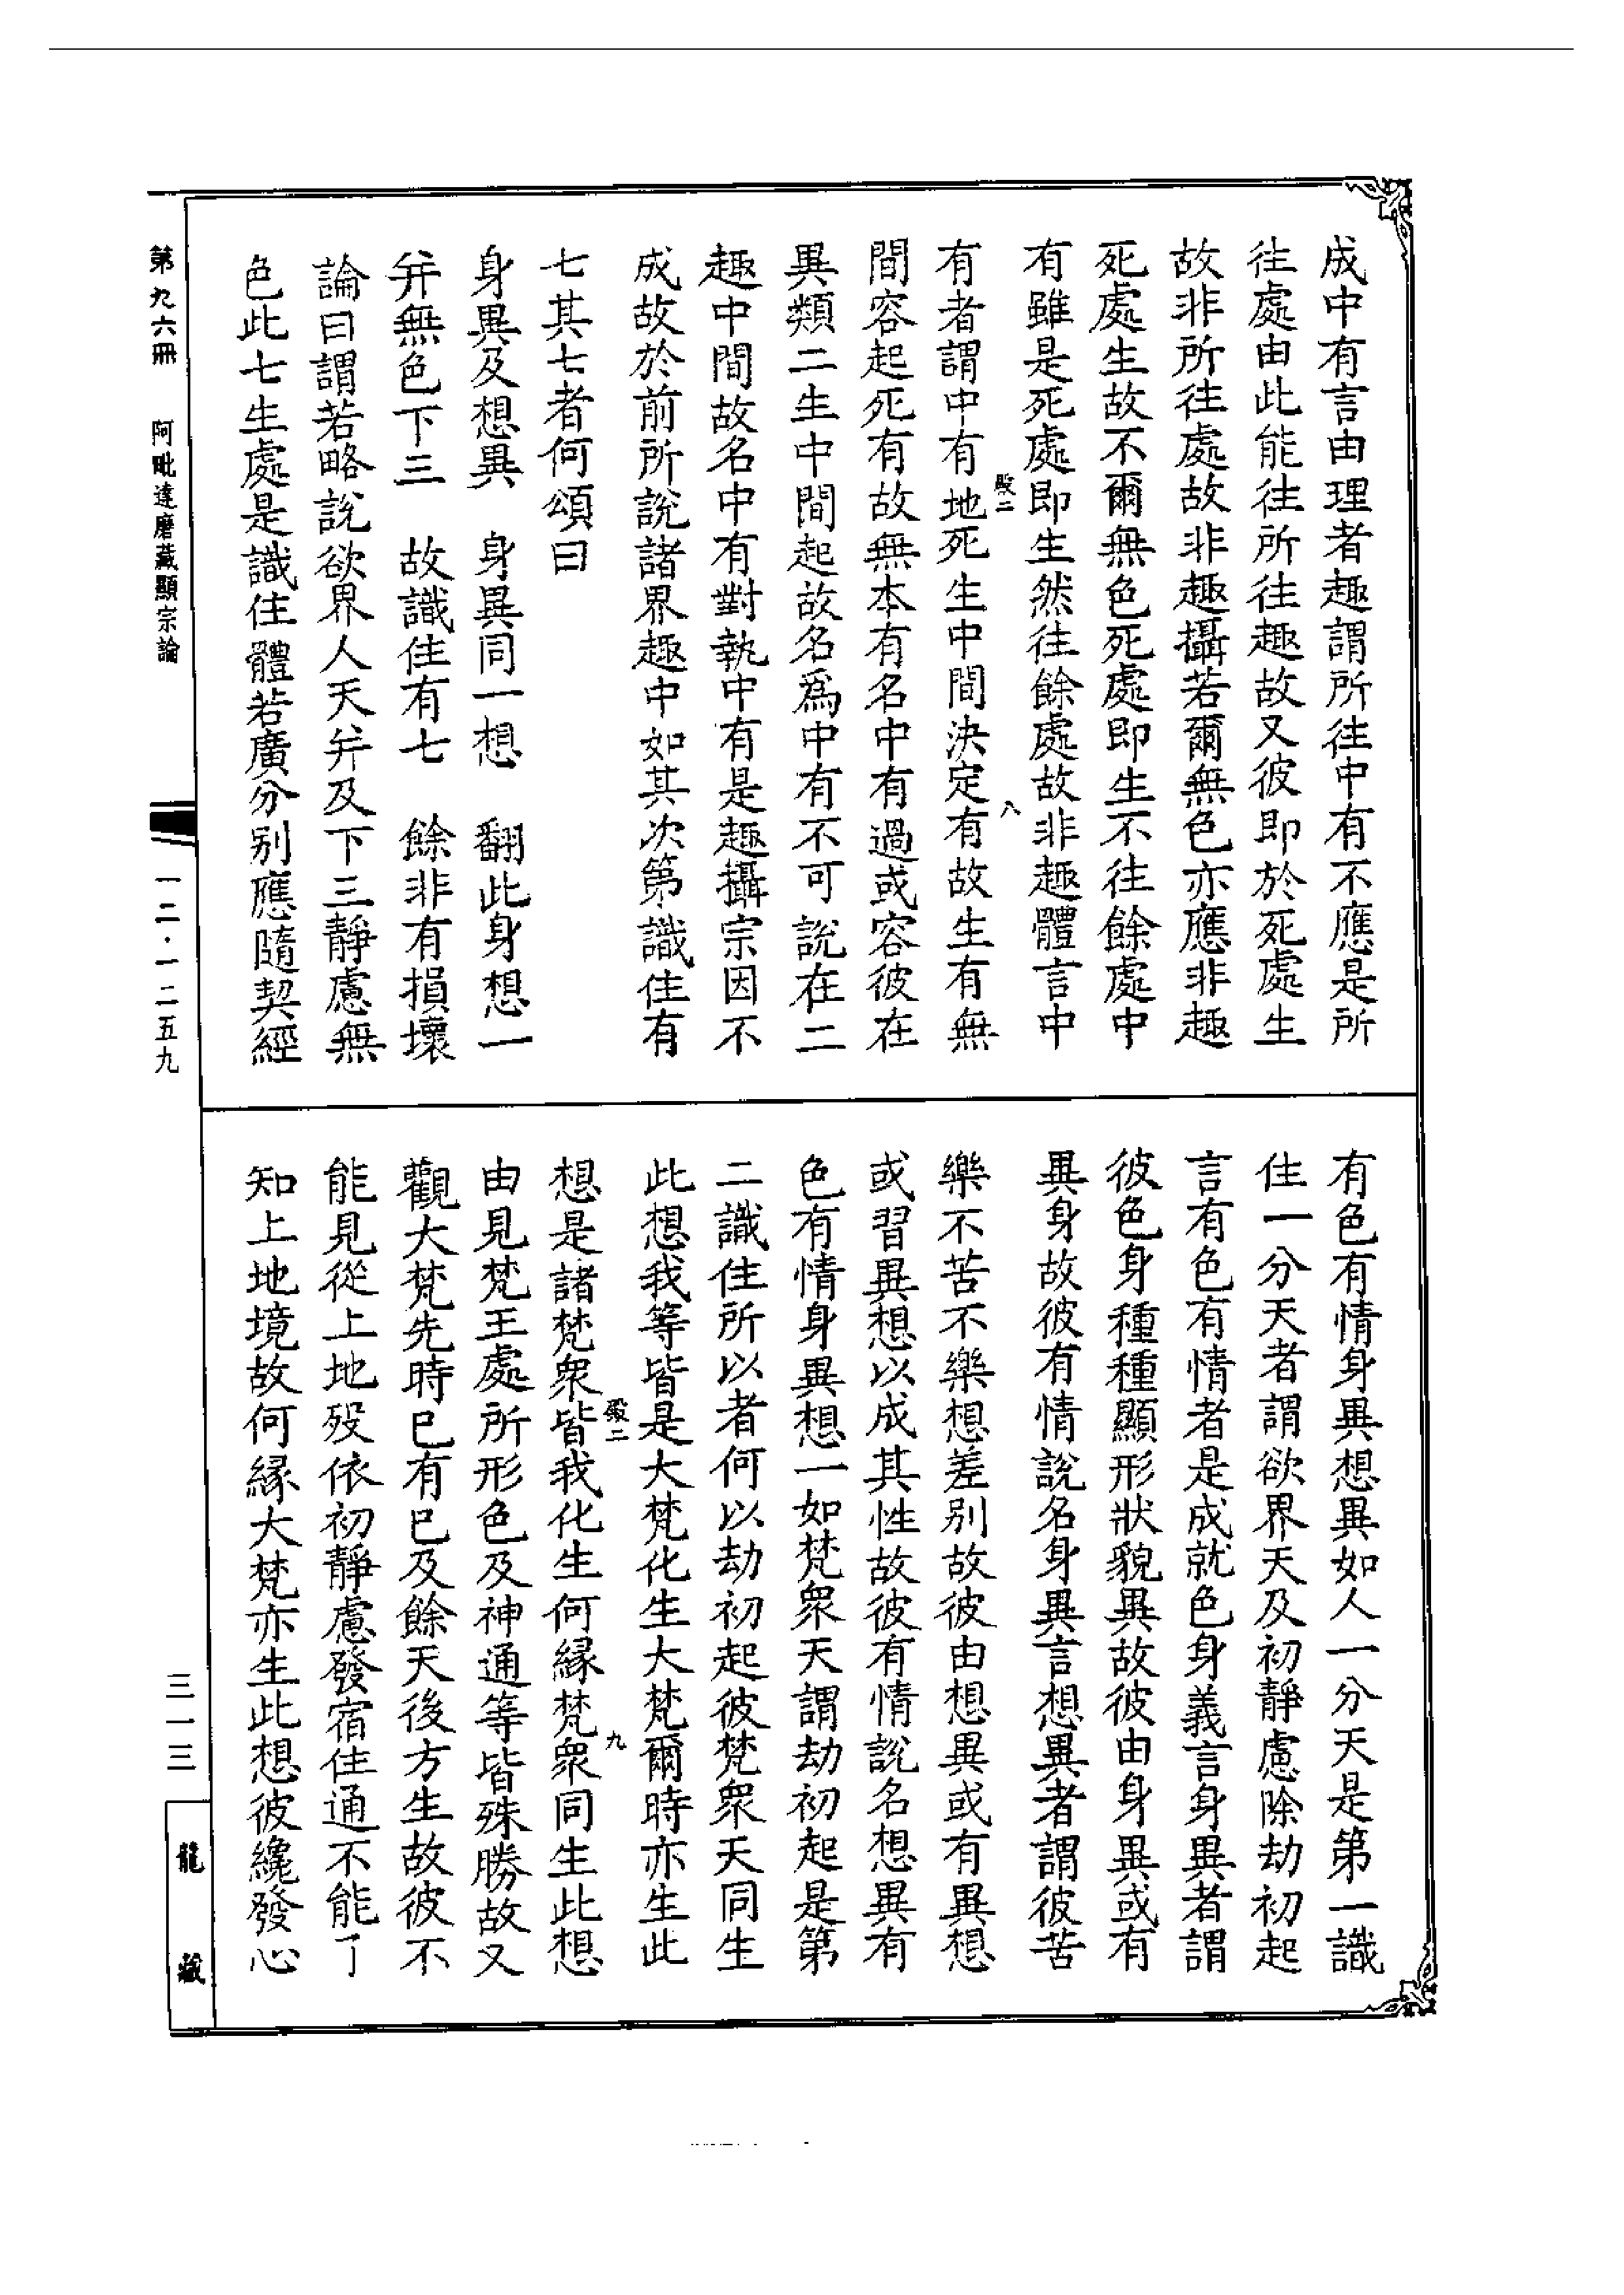 成中有言由理者趣謂所往中有不應是所
往處由此能往所往趣故又彼即於死處生
故非所往處故非趣攝若爾無色亦應非趣
死處生故不爾無色死處即生不往餘處中
有雖是死處即生然往餘處故非趣體言中
殿二
八
有者謂中有地死生中間決定有故生有無
間容起死有故無本有名中有過或容彼在
異類二生中間起故名爲中有不可說在二
趣中間故名中有對執中有是趣攝宗因不
成故於前所說諸界趣中如其次第識住有
七其七者何頌曰
身異及想異 身異同一想 翻此身想一
并無色下三 故識住有七 餘非有損壞
論曰謂若略說欲界人天并及下三靜慮無
色此七生處是識住體若廣分別應隨契經
有色有情身異想異如人一分天是第一識
住一分天者謂欲界天及初靜慮除劫初起
言有色有情者是成就色身義言身異者謂
彼色身種種顯形狀貌異故彼由身異或有
異身故彼有情說名身異言想異者謂彼苦
樂不苦不樂想差別故彼由想異或有異想
或習異想以成其性故彼有情說名想異有
色有情身異想一如梵衆天謂劫初起是第
二識住所以者何以劫初起彼梵衆天同生
此想我等皆是大梵化生大梵爾時亦生此
殿二
九
想是諸梵衆皆我化生何緣梵衆同生此想
由見梵王處所形色及神通等皆殊勝故又
觀大梵先時已有已及餘天後方生故彼不
能見從上地歿依初靜慮發宿住通不能了
知上地境故何緣大梵亦生此想彼纔發心
第九六冊 阿毗達磨藏顯宗論
一二·一二五九
三一三
龍藏